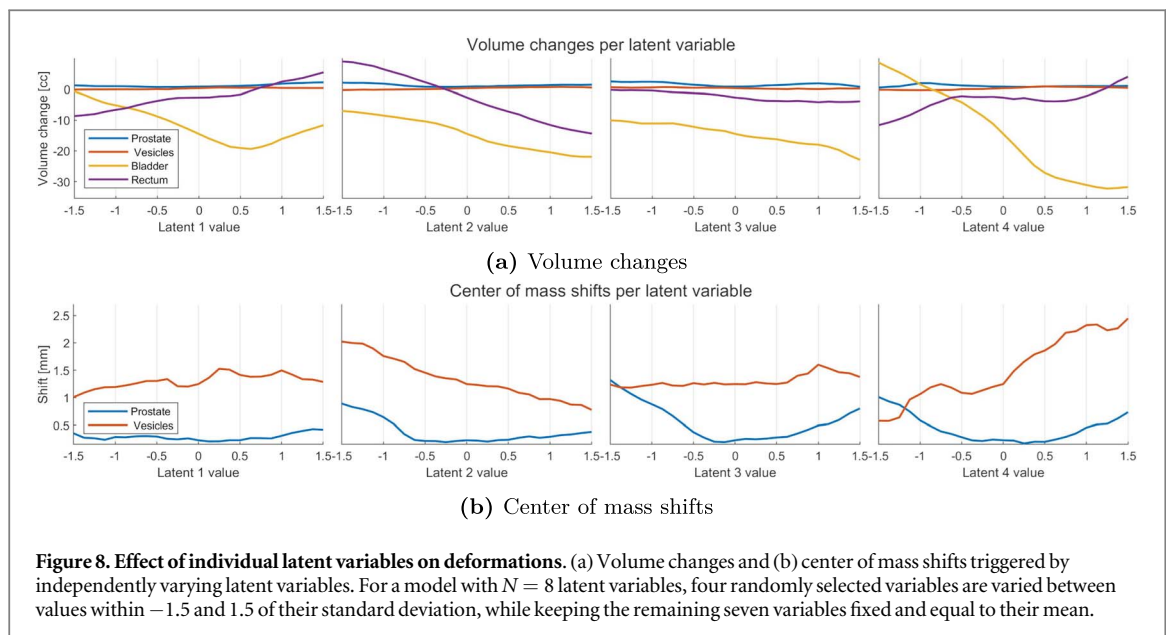 Volume changes per latent variable
Volume change [cc]
0
-10
-20
-30
Prostate
Vesicles
Bladder
Rectum
-1.5 -1 -0.5 0 0.5 1 1.5-1.5 -1 -0.5 0 0.5 1 1.5-1.5 -1 -0.5 0 0.5 1 1.5-1.5 -1 -0.5 0 0.5 1 1.5
Latent 1 value Latent 2 value Latent 3 value Latent 4 value
(a) Volume changes
Center of mass shifts per latent variable
Shift [mm]
2.5
2
1.5
1
0.5
Prostate
Vesicles
-1.5 -1 -0.5 0 0.5 1 1.5-1.5 -1 -0.5 0 0.5 1 1.5-1.5 -1 -0.5 0 0.5 1 1.5-1.5 -1 -0.5 0 0.5 1 1.5
Latent 1 value Latent 2 value Latent 3 value Latent 4 value
(b) Center of mass shifts
Figure 8. Effect of individual latent variables on deformations. (a) Volume changes and (b) center of mass shifts triggered by
independently varying latent variables. For a model with N = 8 latent variables, four randomly selected variables are varied between
values within −1.5 and 1.5 of their standard deviation, while keeping the remaining seven variables fixed and equal to their mean.